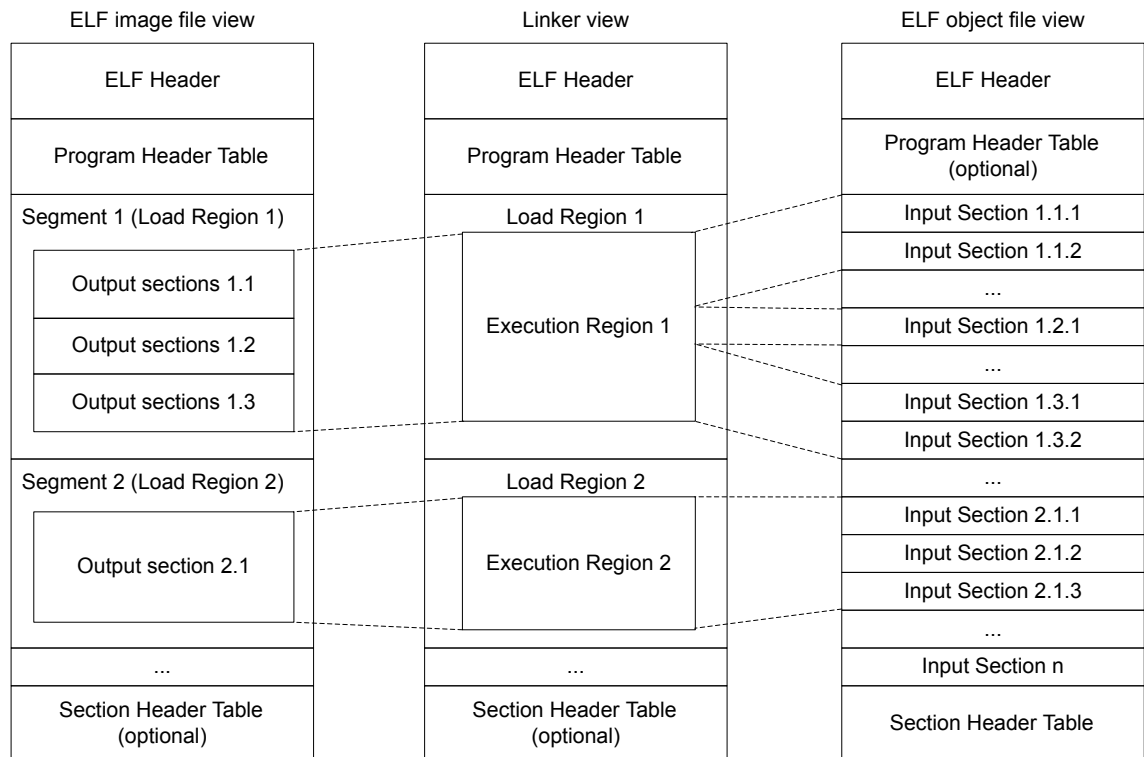 ELF image file view
ELF Header
Program Header Table
Segment 1 (Load Region 1)
Output sections 1.1
Output sections 1.2
Output sections 1.3
Segment 2 (Load Region 2)
Output section 2.1
...
Section Header Table
(optional)
Linker view
ELF Header
Program Header Table
Load Region 1
Execution Region 1
Load Region 2
Execution Region 2
...
Section Header Table
(optional)
ELF object file view
ELF Header
Program Header Table
(optional)
Input Section 1.1.1
Input Section 1.1.2
...
Input Section 1.2.1
...
Input Section 1.3.1
Input Section 1.3.2
...
Input Section 2.1.1
Input Section 2.1.2
Input Section 2.1.3
...
Input Section n
Section Header Table